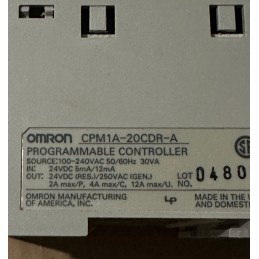 OMRON CPM1A-20CDR-A
PROGRAMMABLE CONTROLLER
SOURCE:100-240VAC 50/60Hz 30VA
IN: 24VDC 5mA/12mA
OUT: 24VDC (RES.)/250VAC (GEN.)
2A max/P, 4A max/C, 12A max/U.
LOT NO. 0480
OMRON MANUFACTURING
OF AMERICA, INC.
MADE IN THE
AND DOMEST